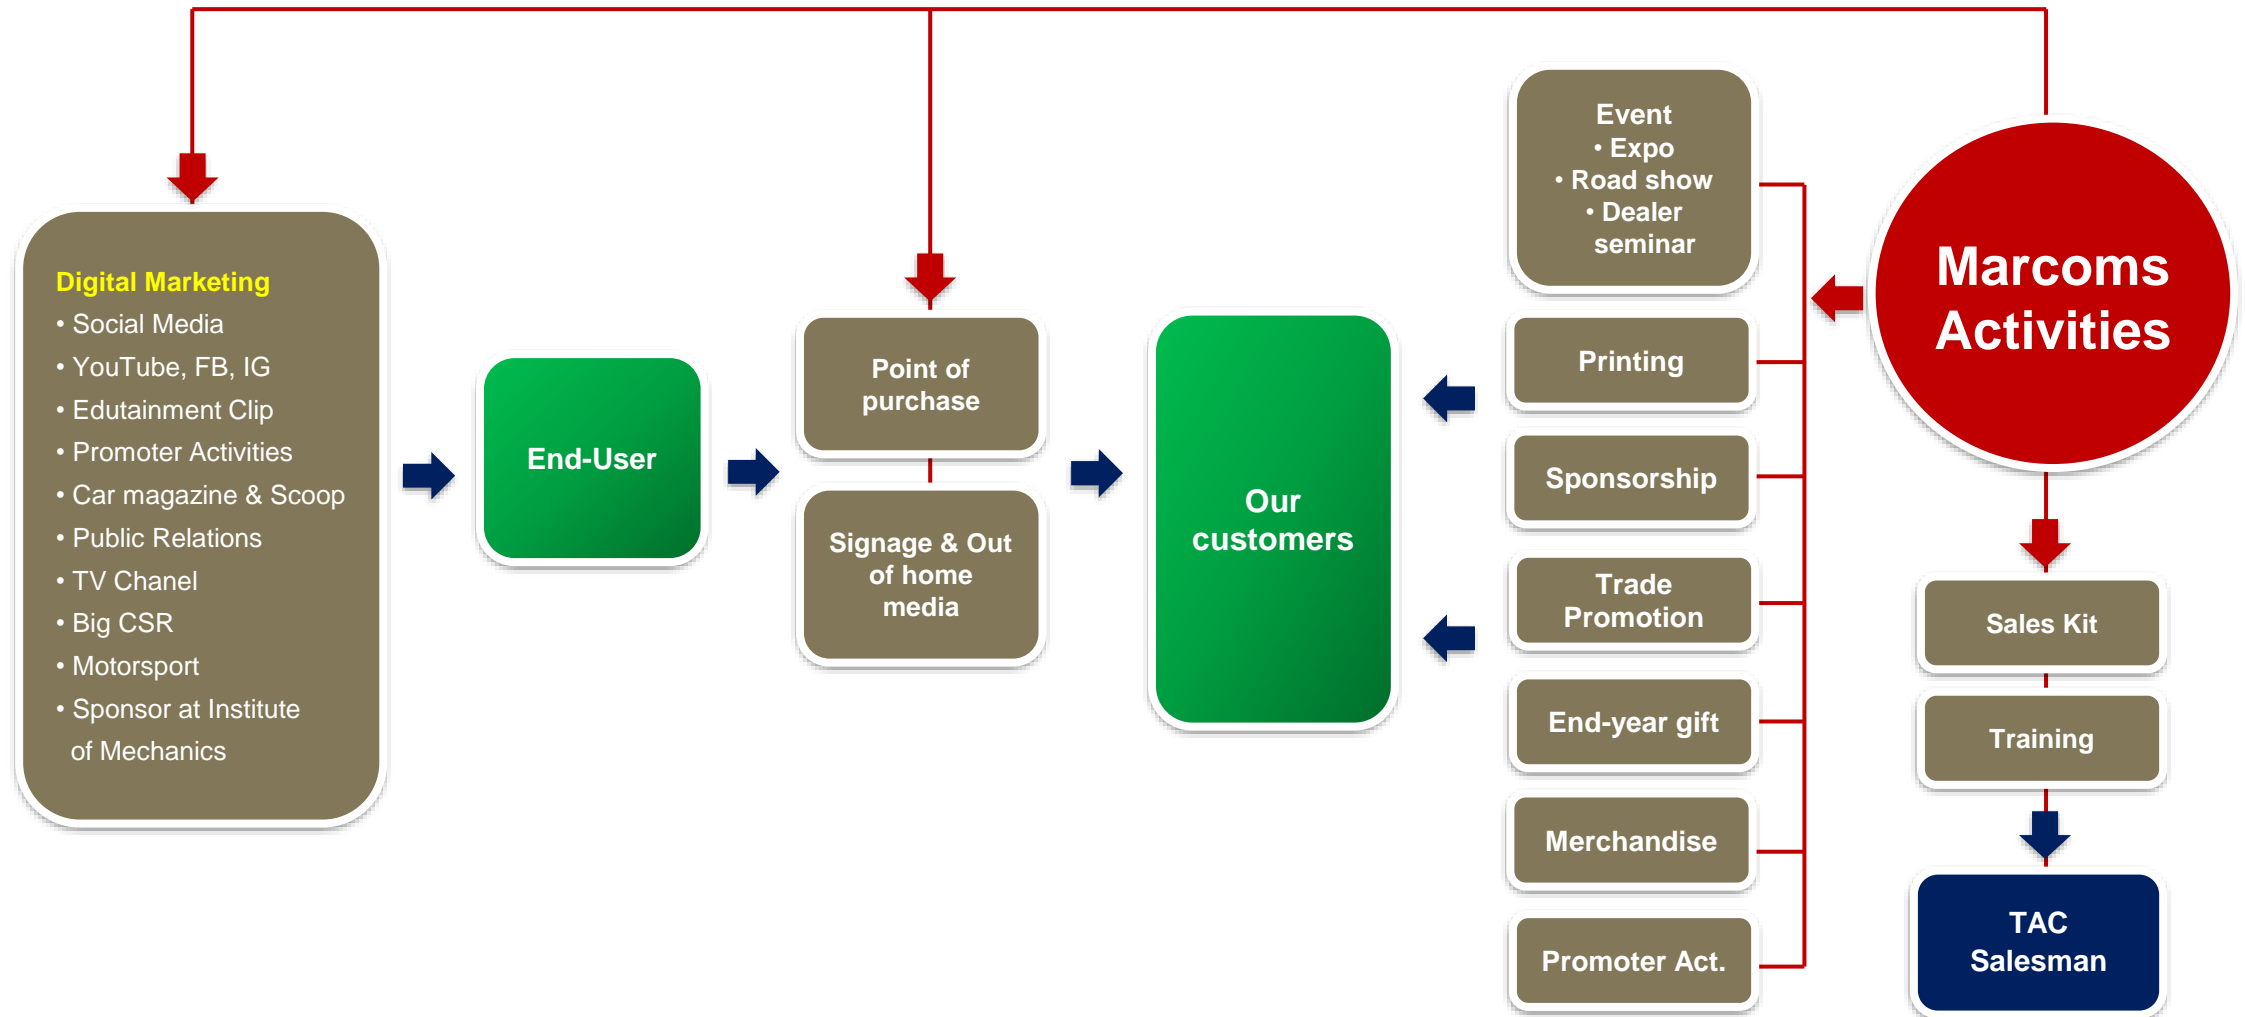 Digital Marketing
• Social Media
• YouTube, FB, IG
• Edutainment Clip
• Promoter Activities
• Car magazine & Scoop
• Public Relations
• TV Chanel
• Big CSR
• Motorsport
• Sponsor at Institute
of Mechanics
End-User
Point of
purchase
Signage & Out
of home
media
Our
customers
Event
• Expo
• Road show
• Dealer
seminar
Printing
Sponsorship
Trade
Promotion
End-year gift
Merchandise
Promoter Act.
Marcoms
Activities
Sales Kit
Training
TAC
Salesman